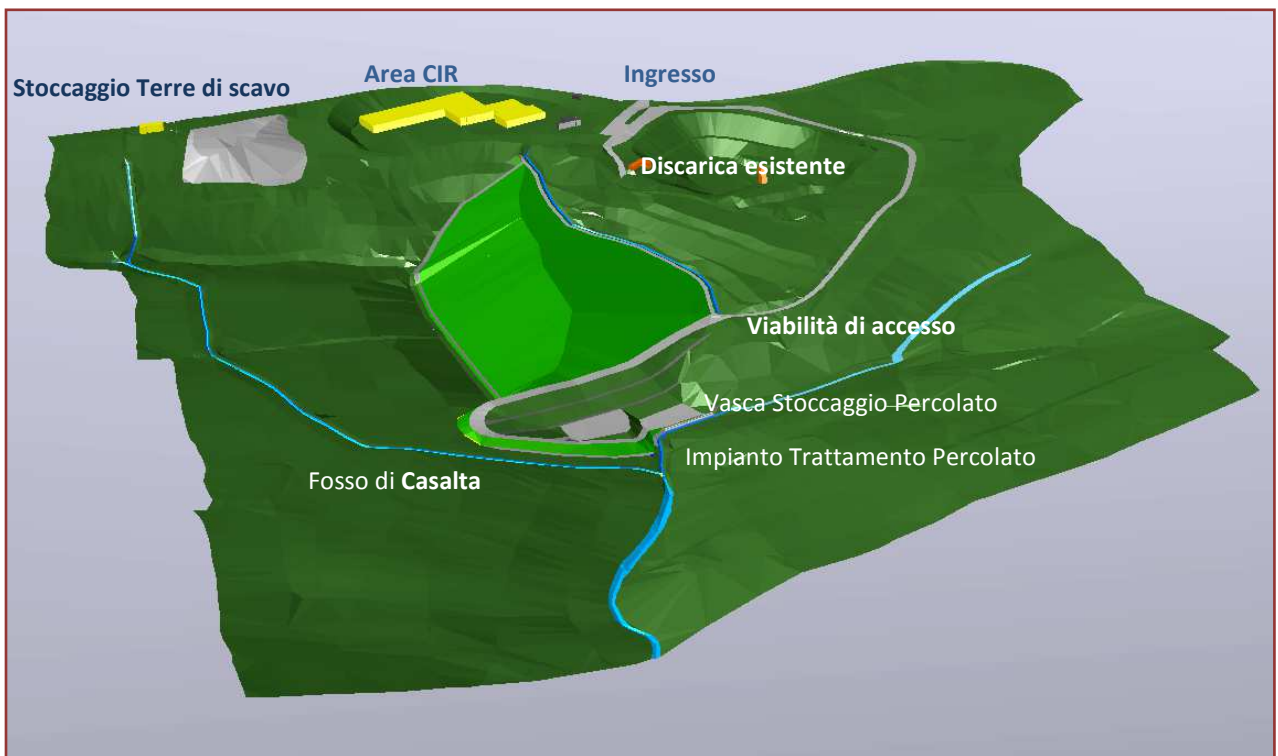 Area CIR
Ingresso
Stoccaggio Terre di scavo
Discarica esistente
Viabilità di accesso
Vasca Stoccaggio Percolato
Impianto Trattamento Percolato
Fosso di Casalta